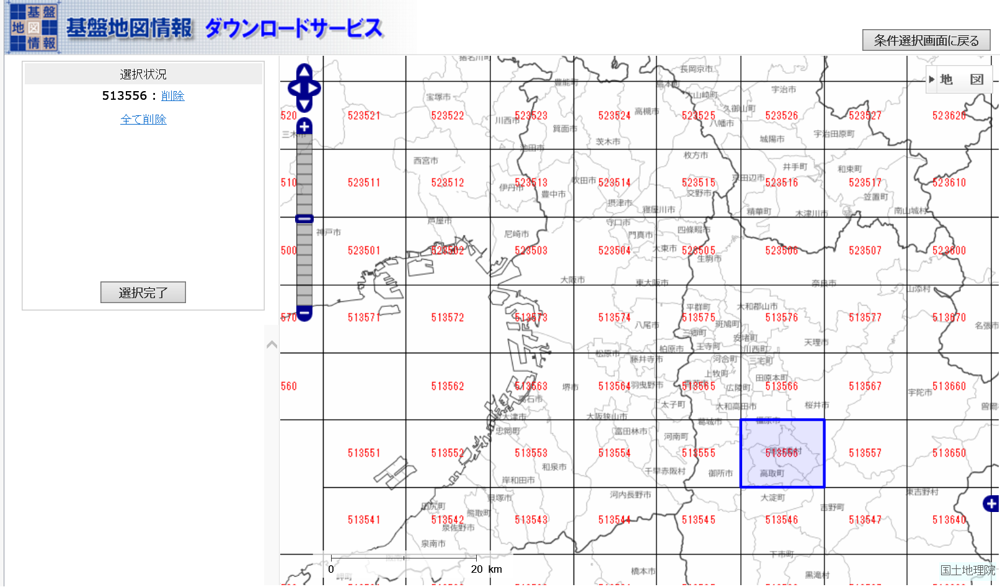 基盤
地図
情報
基盤地図情報 ダウンロードサービス
条件選択画面に戻る
選択状況
513556：削除
全て削除
選択完了
地 図
猪名川町
長岡京市
豊能町
島本町
大山崎町
宇治市
宝塚市
川西市
高槻市
久御山町
520 523521 523522 523523 523524 523525 523526 523527 523620
三木市
箕面市
八幡市
宇治田原町
茨木市
城陽市
池田市
西宮市
枚方市
井手町
和束町
510 523511 523512 523513 523514 523515 523516 523517 523610
伊丹市
吹田市
京田辺市
豊中市
交野市
笠置町
摂津市
寝屋川市
精華町
木津川市
南山城村
芦屋市
守口市
神戸市
尼崎市
門真市
四條畷市
500 523501 523502 523503 523504 523505 523506 523507 523600
大東市
生駒市
大阪市
東大阪市
奈良市
山添村
平群町
大和郡山市
570 513571 513572 513573 513574 513575 513576 513577 513670
八尾市
斑鳩町
名張市
三郷町
安堵町
天理市
松原市
柏原市
王寺町
川西町
藤井寺市
河合町
三宅町
上牧町
田原本町
560 513562 513563 513564 513565 513566 513567 513660
堺市
羽曳野市
香芝市
広陵町
宇陀市
高石市
太子町
大和高田市
桜井市
曽爾
泉大津市
大阪狭山市
葛城市
橿原市
忠岡町
富田林市
河南町
513551 513552 513553 513554 513555 513556 513557 513650
明日香村
和泉市
千早赤阪村
御所市
高取町
岸和田市
貝塚市
河内長野市
大淀町
東吉野村
田尻町
熊取町
吉野町
513541 513542 513543 513544 513545 513546 513547 513640
泉佐野市
泉南市
阪南市
下市町
0 20 km
岬町
橋本市
黒滝村
国土地理院